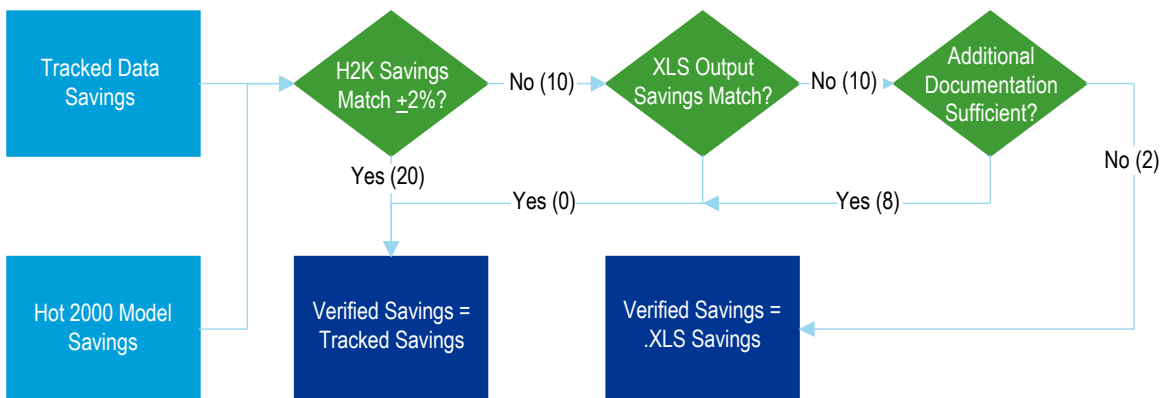 Tracked Data
Savings
H2K Savings
Match +2%?
No (10)
XLS Output
Savings Match?
No (10)
Additional
Documentation
Sufficient?
Yes (20)
No (2)
Yes (0)
Yes (8)
Hot 2000 Model
Savings
Verified Savings =
Tracked Savings
Verified Savings =
.XLS Savings